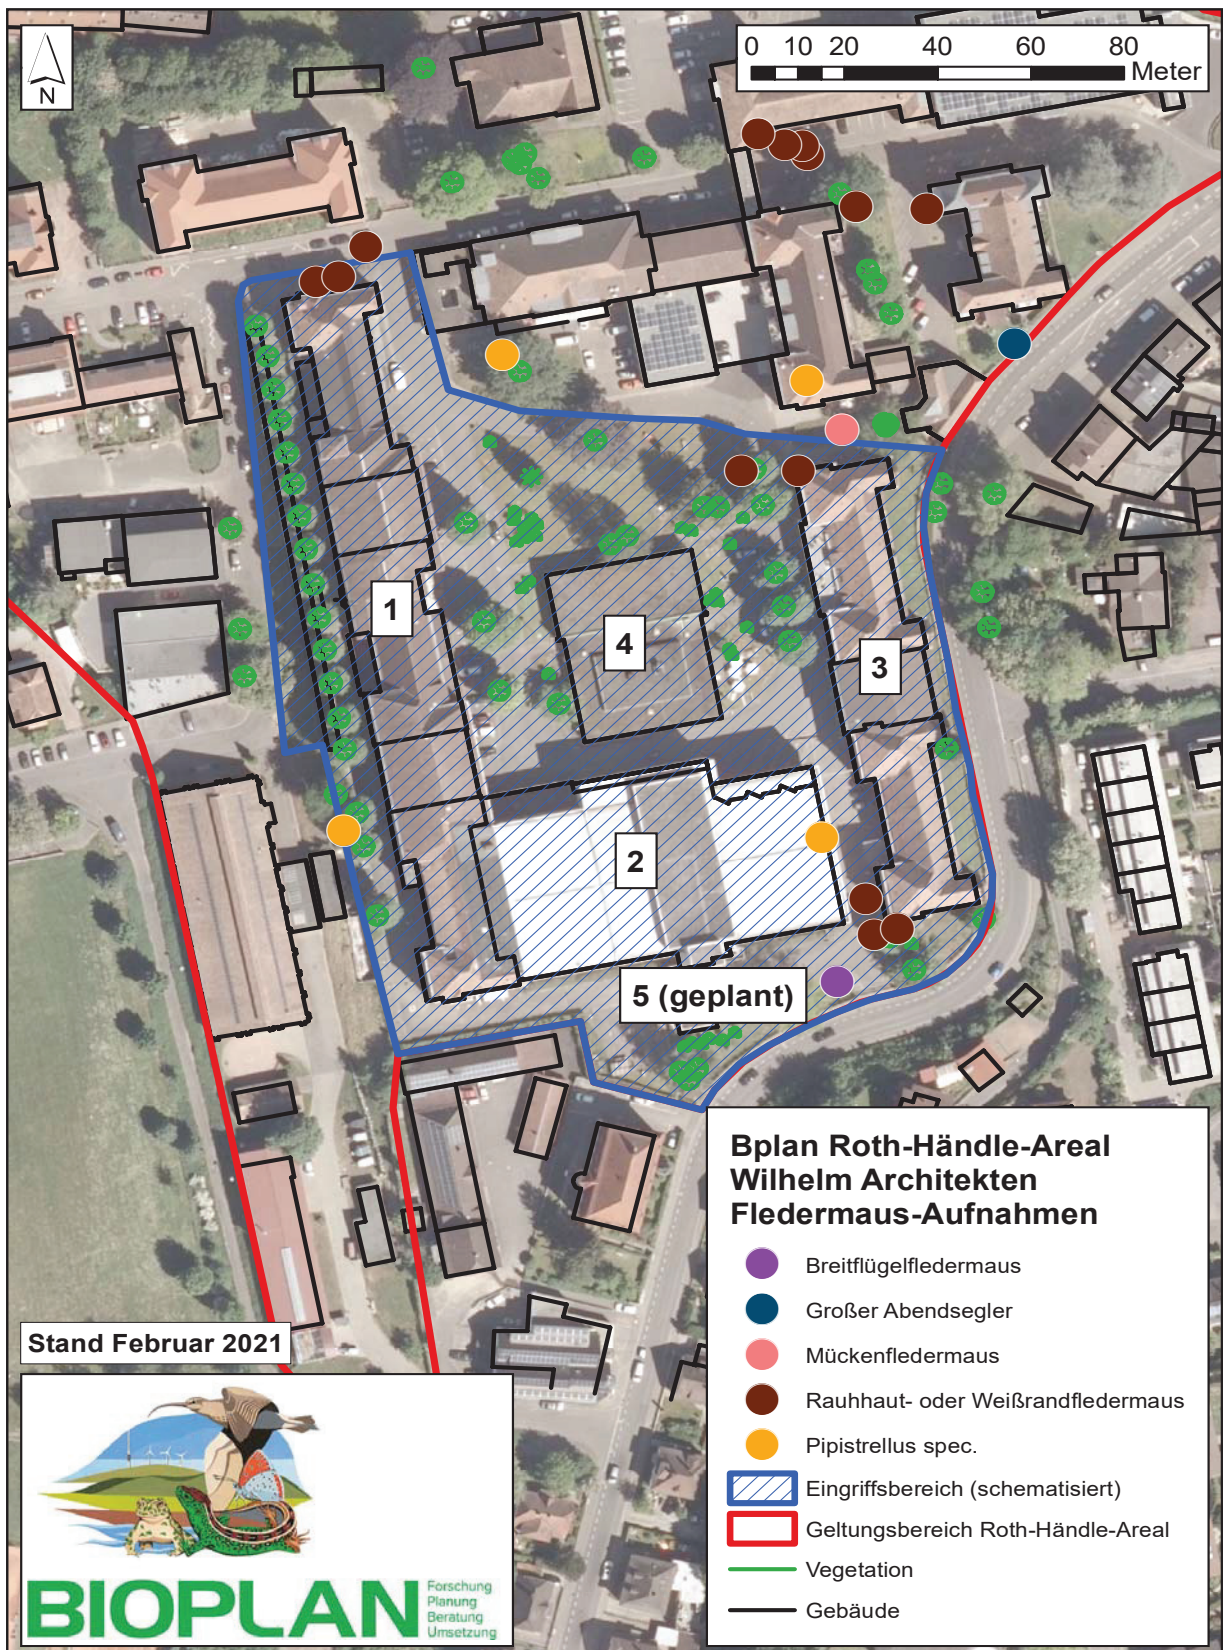 0 10 20 40 60 80
Meter
N
1
4
3
2
5 (geplant)
Bplan Roth-Händle-Areal
Wilhelm Architekten
Fledermaus-Aufnahmen
Breitflügelfledermaus
Großer Abendsegler
Mückenfledermaus
Rauhhaut- oder Weißrandfledermaus
Pipistrellus spec.
Eingriffsbereich (schematisiert)
Geltungsbereich Roth-Händle-Areal
Vegetation
Gebäude
Stand Februar 2021
BIOPLAN
Forschung
Planung
Beratung
Umsetzung